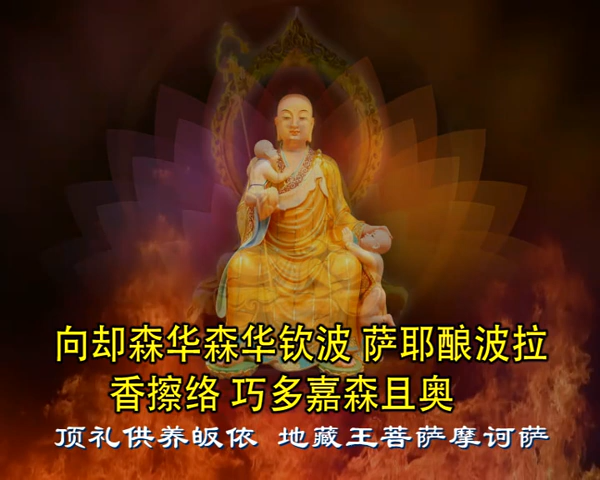 向却森华森华钦波 萨耶酿波拉
香擦络 巧多嘉森且奥
顶礼供养皈依 地藏王菩萨摩诃萨